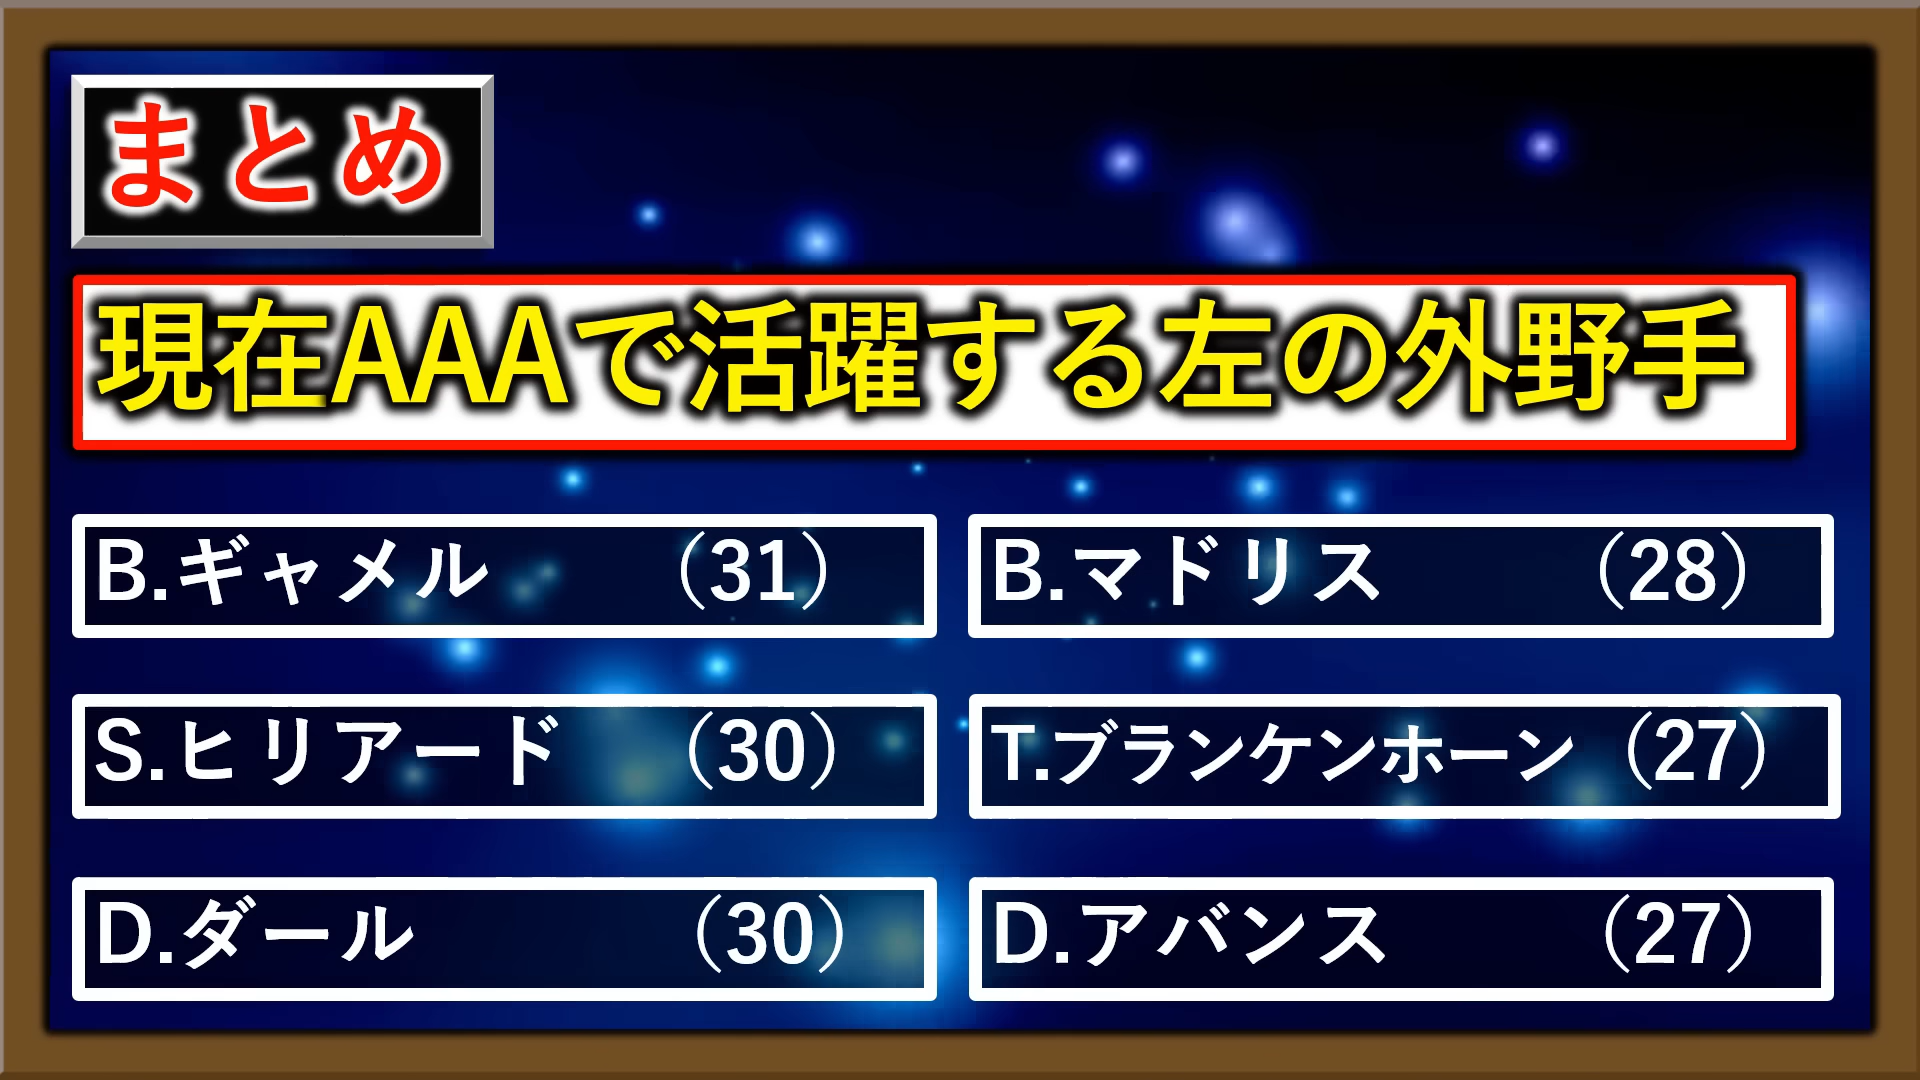 まとめ
現在AAAで活躍する左の外野手
B.ギャメル （31）
B.マドリス （28）
S.ヒリアード （30）
T.ブランケンホーン （27）
D.ダール （30）
D.アバンス （27）